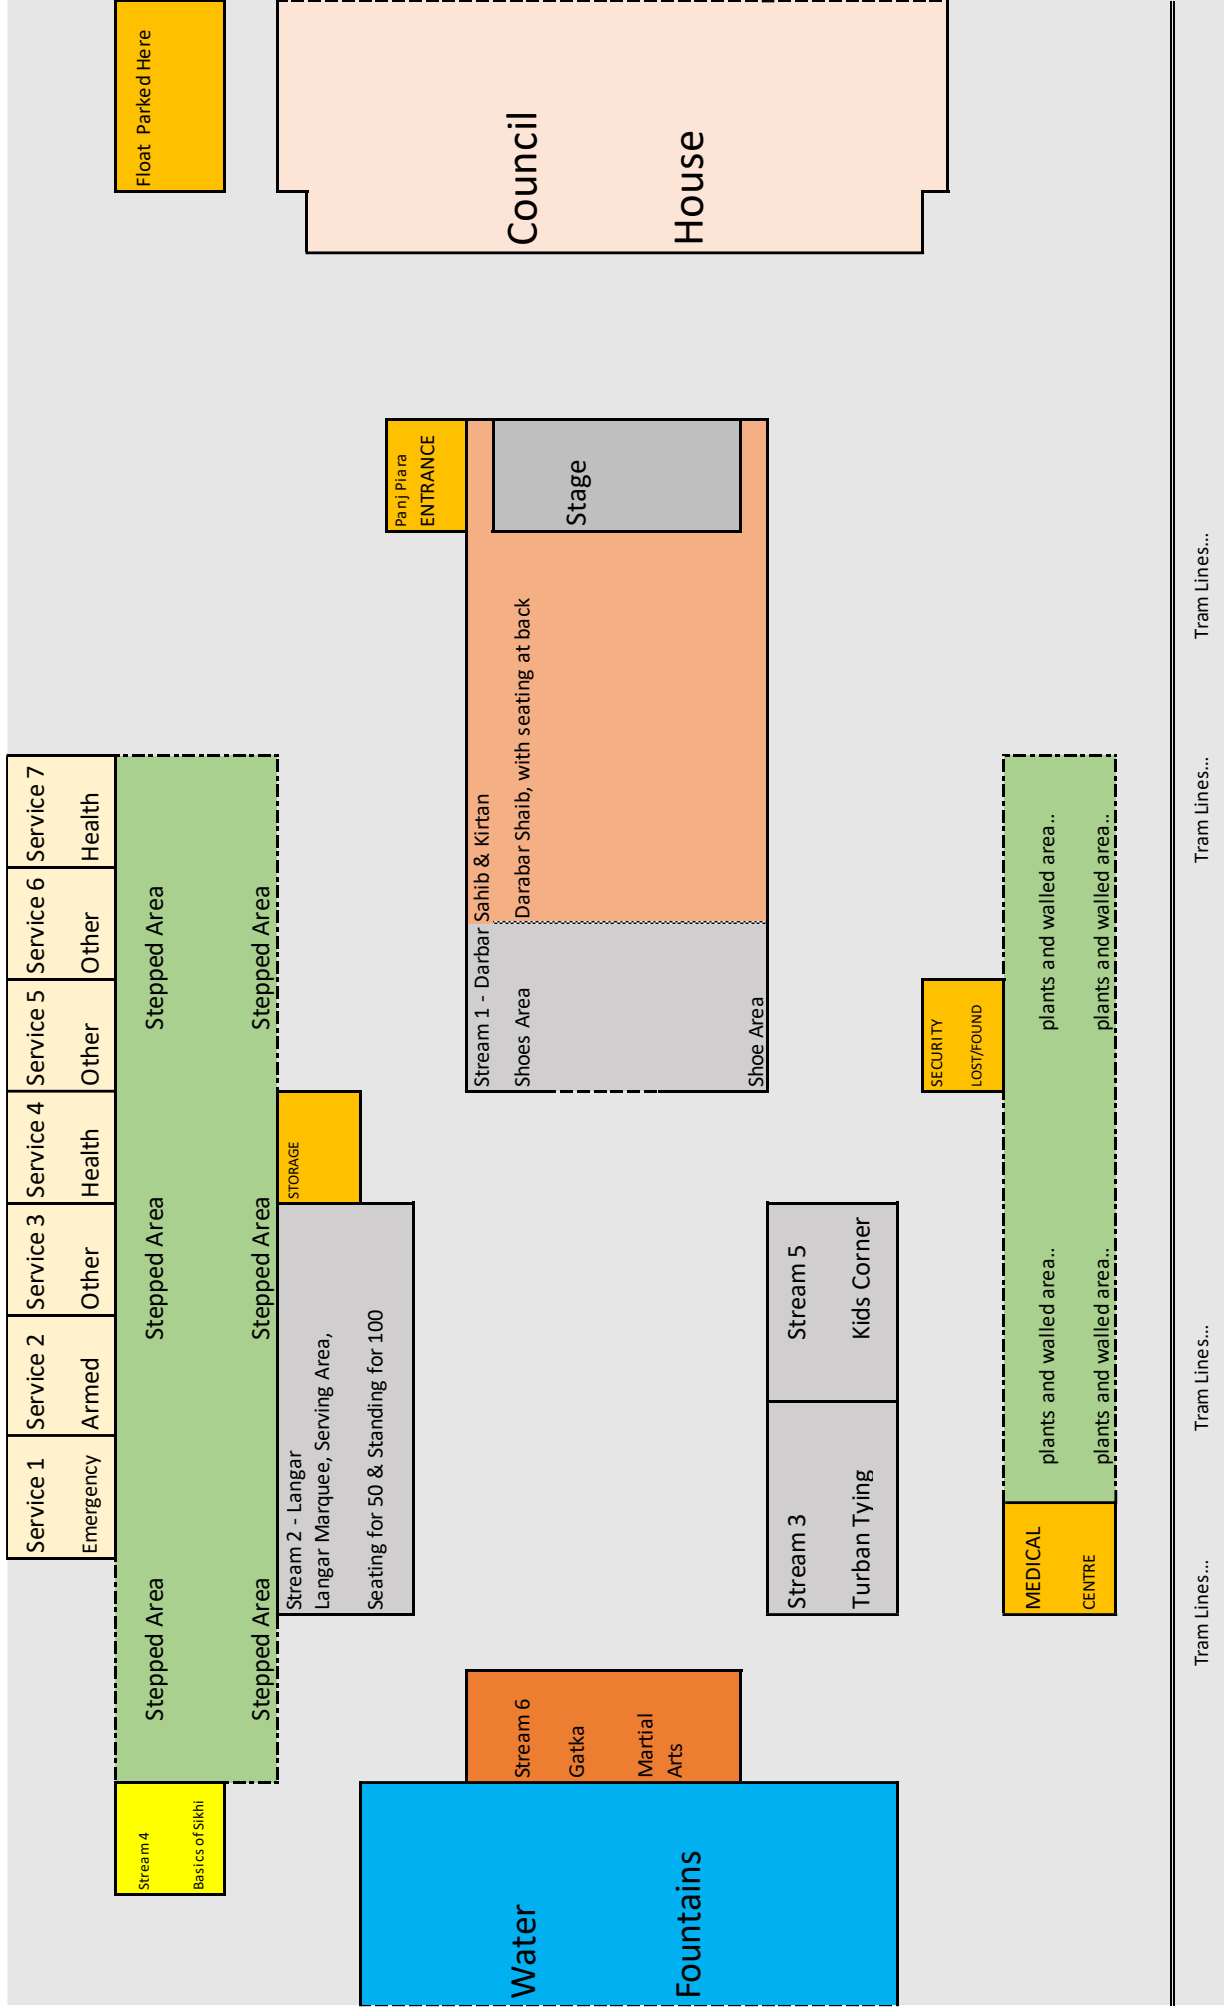 Service 1
Emergency
Service 2
Armed
Service 3
Other
Service 4
Health
Service 5
Other
Service 6
Other
Service 7
Health
Stream 4
Basics of Sikhi
Stepped Area
Stepped Area
Stepped Area
Stepped Area
Stepped Area
Stepped Area
Float Parked Here
Stream 2 - Langar
Langar Marquee, Serving Area,
Seating for 50 & Standing for 100
STORAGE
Panj Piara
ENTRANCE
Water
Fountains
Stream 6
Gatka
Martial
Arts
Stream 1 - Darbar Sahib & Kirtan
Shoes Area
Darabar Shaib, with seating at back
Shoe Area
Stage
Council
House
Stream 3
Turban Tying
Stream 5
Kids Corner
SECURITY
LOST/FOUND
MEDICAL
CENTRE
plants and walled area..
plants and walled area..
plants and walled area..
plants and walled area..
Tram Lines...
Tram Lines...
Tram Lines...
Tram Lines...